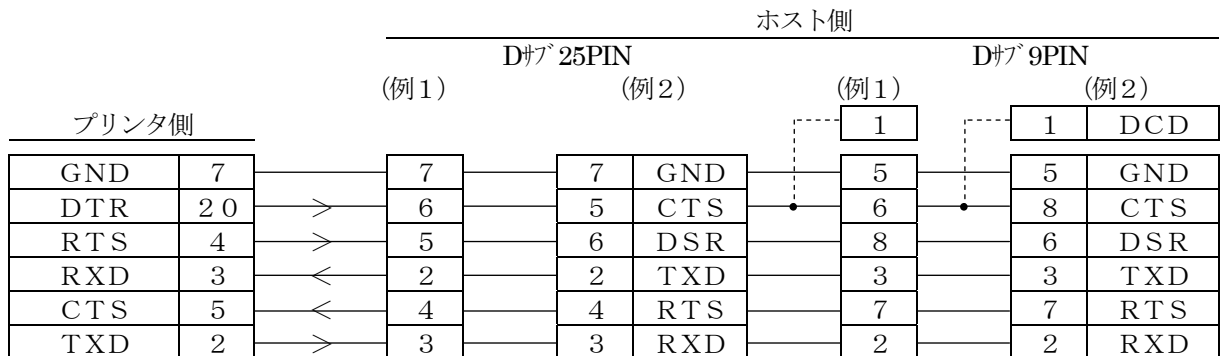 ホスト側
Dｻﾌﾞ25PIN Dｻﾌﾞ9PIN
(例１) (例２) (例１) (例２)
プリンタ側 1 1 DCD
GND 7 7 7 GND 5 5 GND
DTR 20 6 5 CTS 6 8 CTS
RTS 4 5 6 DSR 8 6 DSR
RXD 3 2 2 TXD 3 3 TXD
CTS 5 4 4 RTS 7 7 RTS
TXD 2 3 3 RXD 2 2 RXD